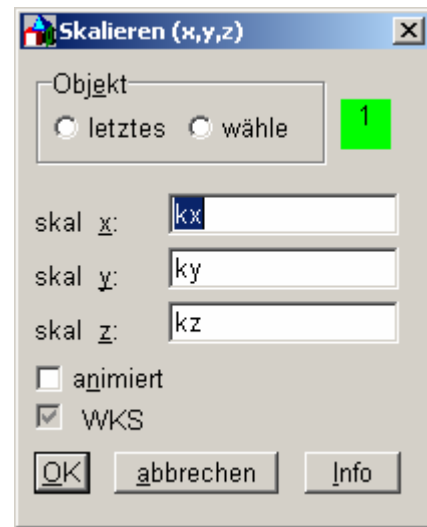 Skalieren (x,y,z)
Objekt
letztes wähle 1
skal x: kx
skal y: ky
skal z: kz
animiert
WKS
OK abbrechen Info